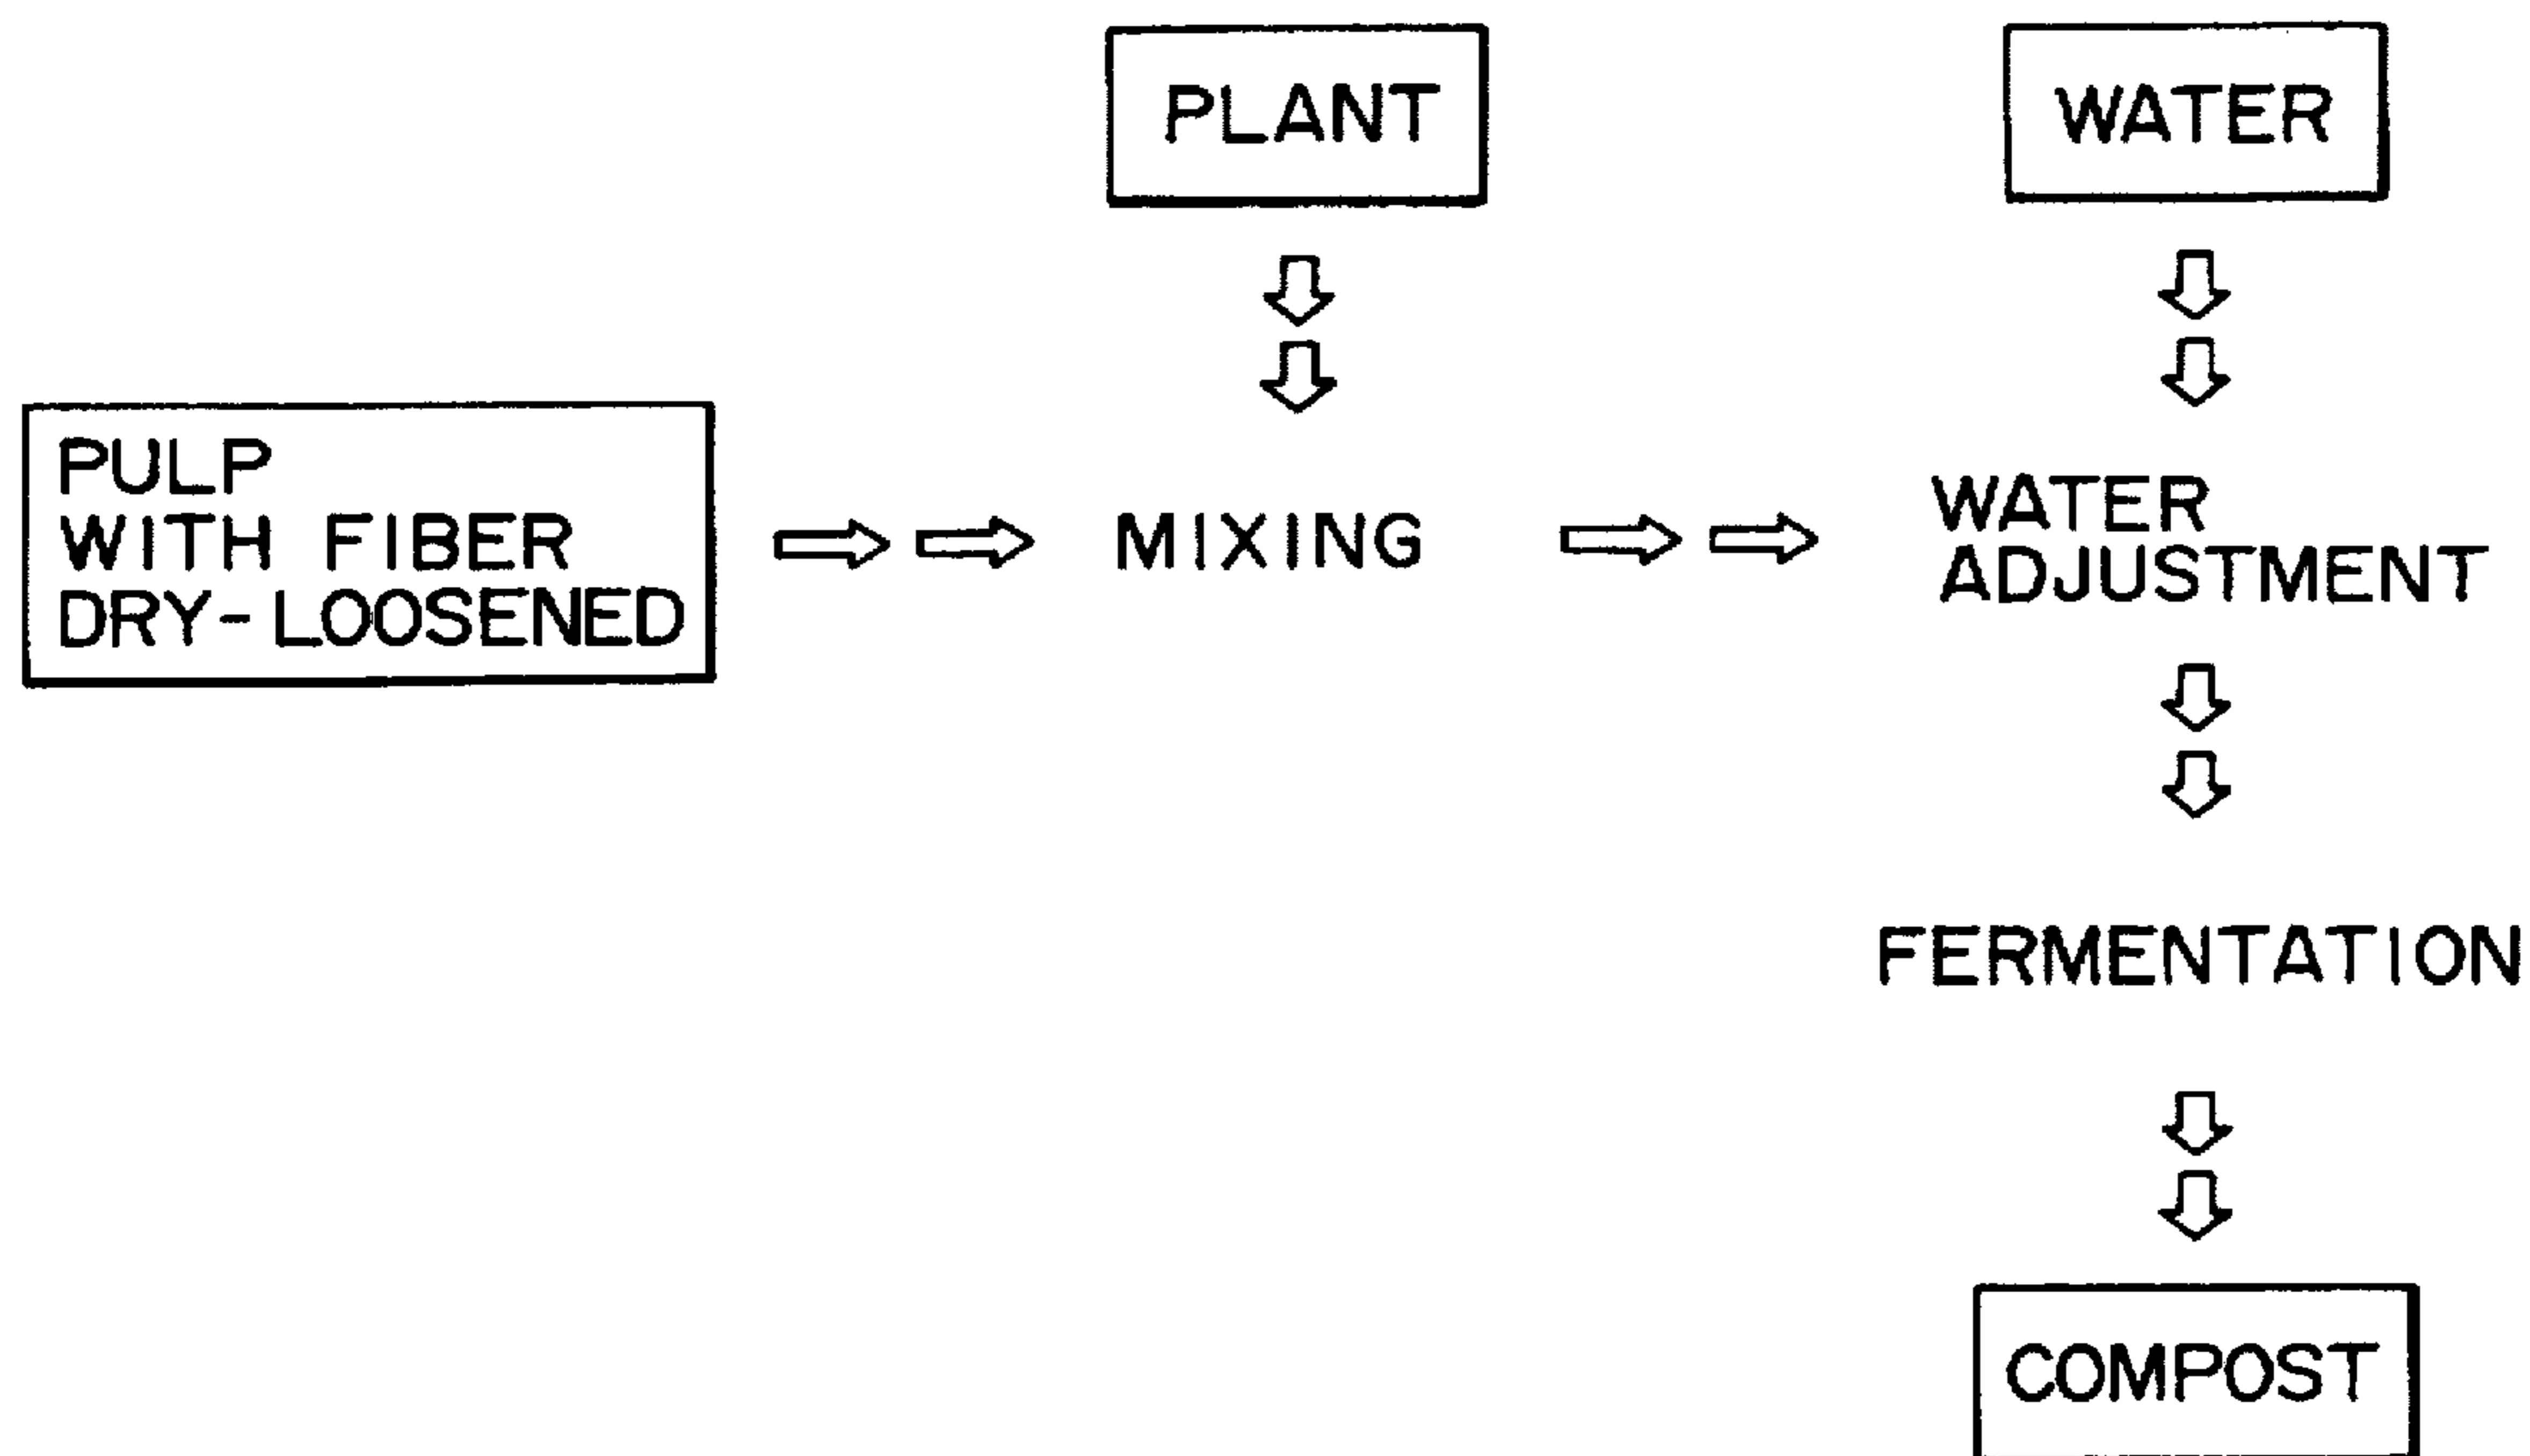 PLANT
WATER
PULP
WITH FIBER
DRY-LOOSENED
MIXING
WATER
ADJUSTMENT
FERMENTATION
COMPOST